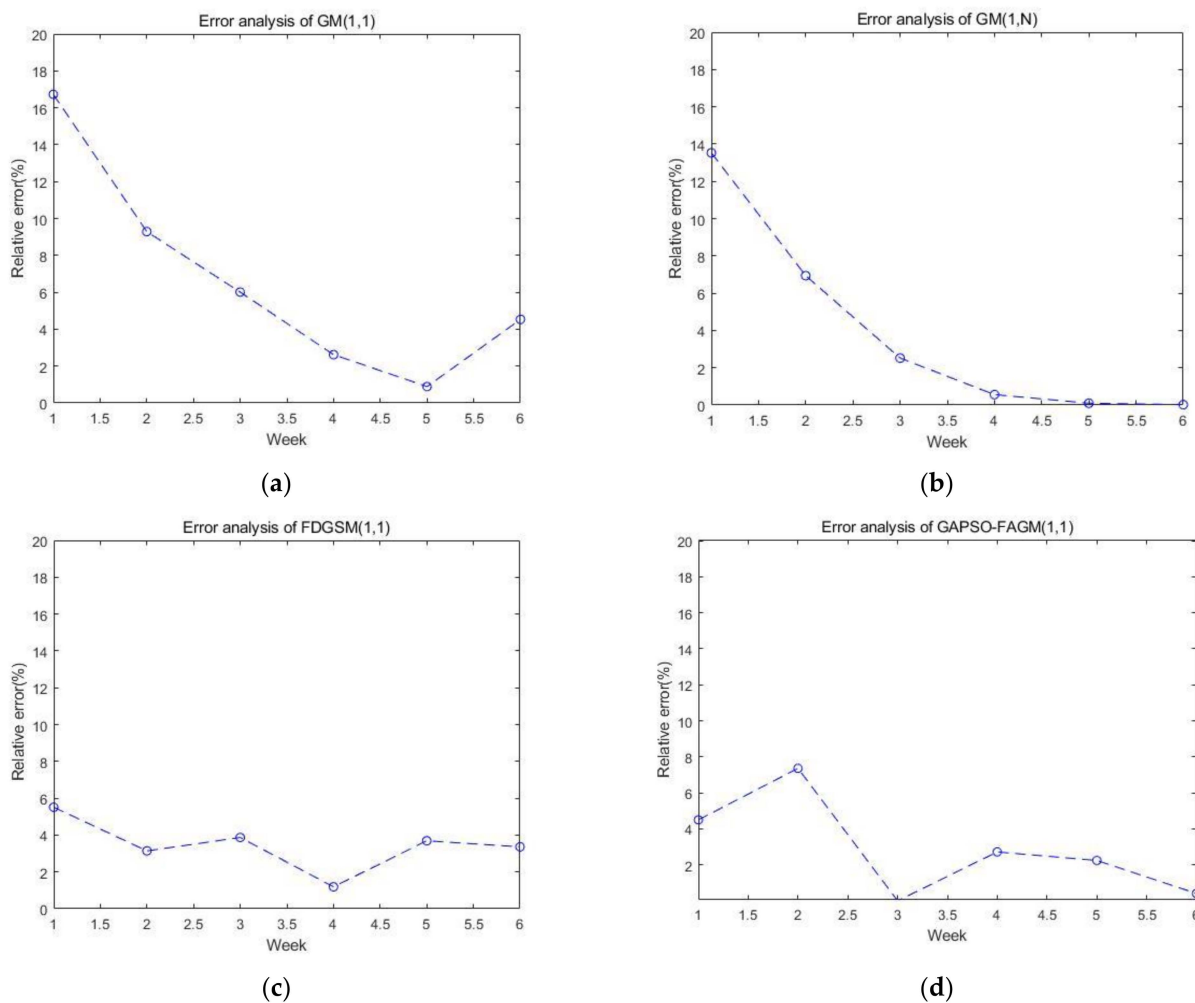 Error analysis of GM(1,1)
20
18
16
14
12
10
8
6
4
2
0
Relative error(%)
1 1.5 2 2.5 3 3.5 4 4.5 5 5.5 6
Week
(a)
Error analysis of GM(1,N)
20
18
16
14
12
10
8
6
4
2
0
Relative error(%)
1 1.5 2 2.5 3 3.5 4 4.5 5 5.5 6
Week
(b)
Error analysis of FDGSM(1,1)
20
18
16
14
12
10
8
6
4
2
0
Relative error(%)
1 1.5 2 2.5 3 3.5 4 4.5 5 5.5 6
Week
(c)
Error analysis of GAPSO-FAGM(1,1)
20
18
16
14
12
10
8
6
4
2
Relative error(%)
1 1.5 2 2.5 3 3.5 4 4.5 5 5.5 6
Week
(d)